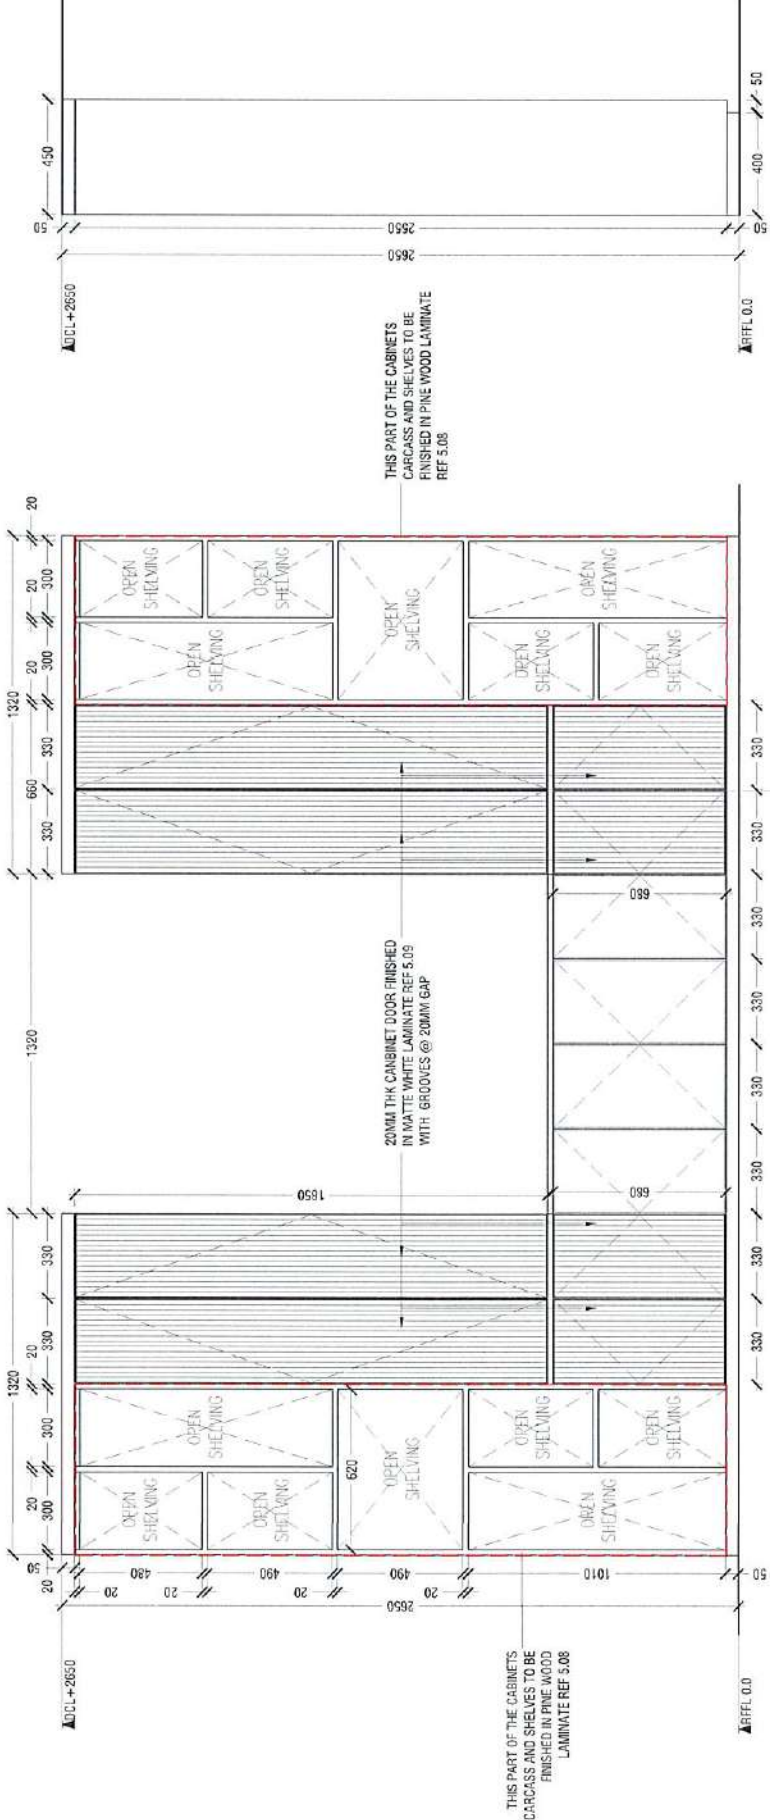 DCL +2650
RFFL 0.0
THIS PART OF THE CABINETS
CARCASS AND SHELVES TO BE
FINISHED IN PINE WOOD
LAMINATE REF 5.08
2650
50
20
480
490
490
1010
50
20
20
20
20
1320
1320
1320
20
300
20
300
20
330
330
330
660
330
20
300
20
300
20
OPEN
SHELVING
OPEN
SHELVING
OPEN
SHELVING
620
OPEN
SHELVING
OPEN
SHELVING
OPEN
SHELVING
OPEN
SHELVING
1850
680
680
20MM THK CANBINET DOOR FINISHED
IN MATTE WHITE LAMINATE REF 5.09
WITH GROOVES @ 20MM GAP
OPEN
SHELVING
OPEN
SHELVING
OPEN
SHELVING
OPEN
SHELVING
OPEN
SHELVING
OPEN
SHELVING
OPEN
SHELVING
330
330
330
330
330
330
330
330
THIS PART OF THE CABINETS
CARCASS AND SHELVES TO BE
FINISHED IN PINE WOOD LAMINATE
REF 5.08
DCL +2650
RFFL 0.0
2650
50
2550
50
450
400
50